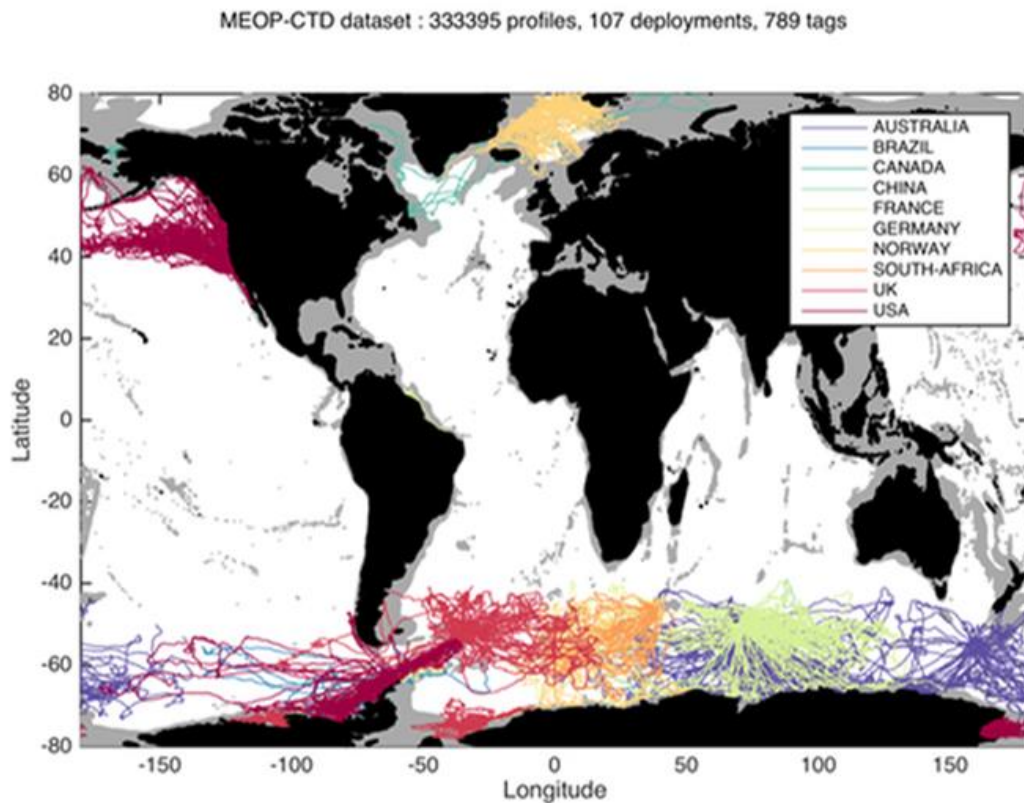 MEOP-CTD dataset : 333395 profiles, 107 deployments, 789 tags
80
60
40
20
0
-20
-40
-60
-80
Latitude
AUSTRALIA
BRAZIL
CANADA
CHINA
FRANCE
GERMANY
NORWAY
SOUTH-AFRICA
UK
USA
-150 -100 -50 0 50 100 150
Longitude